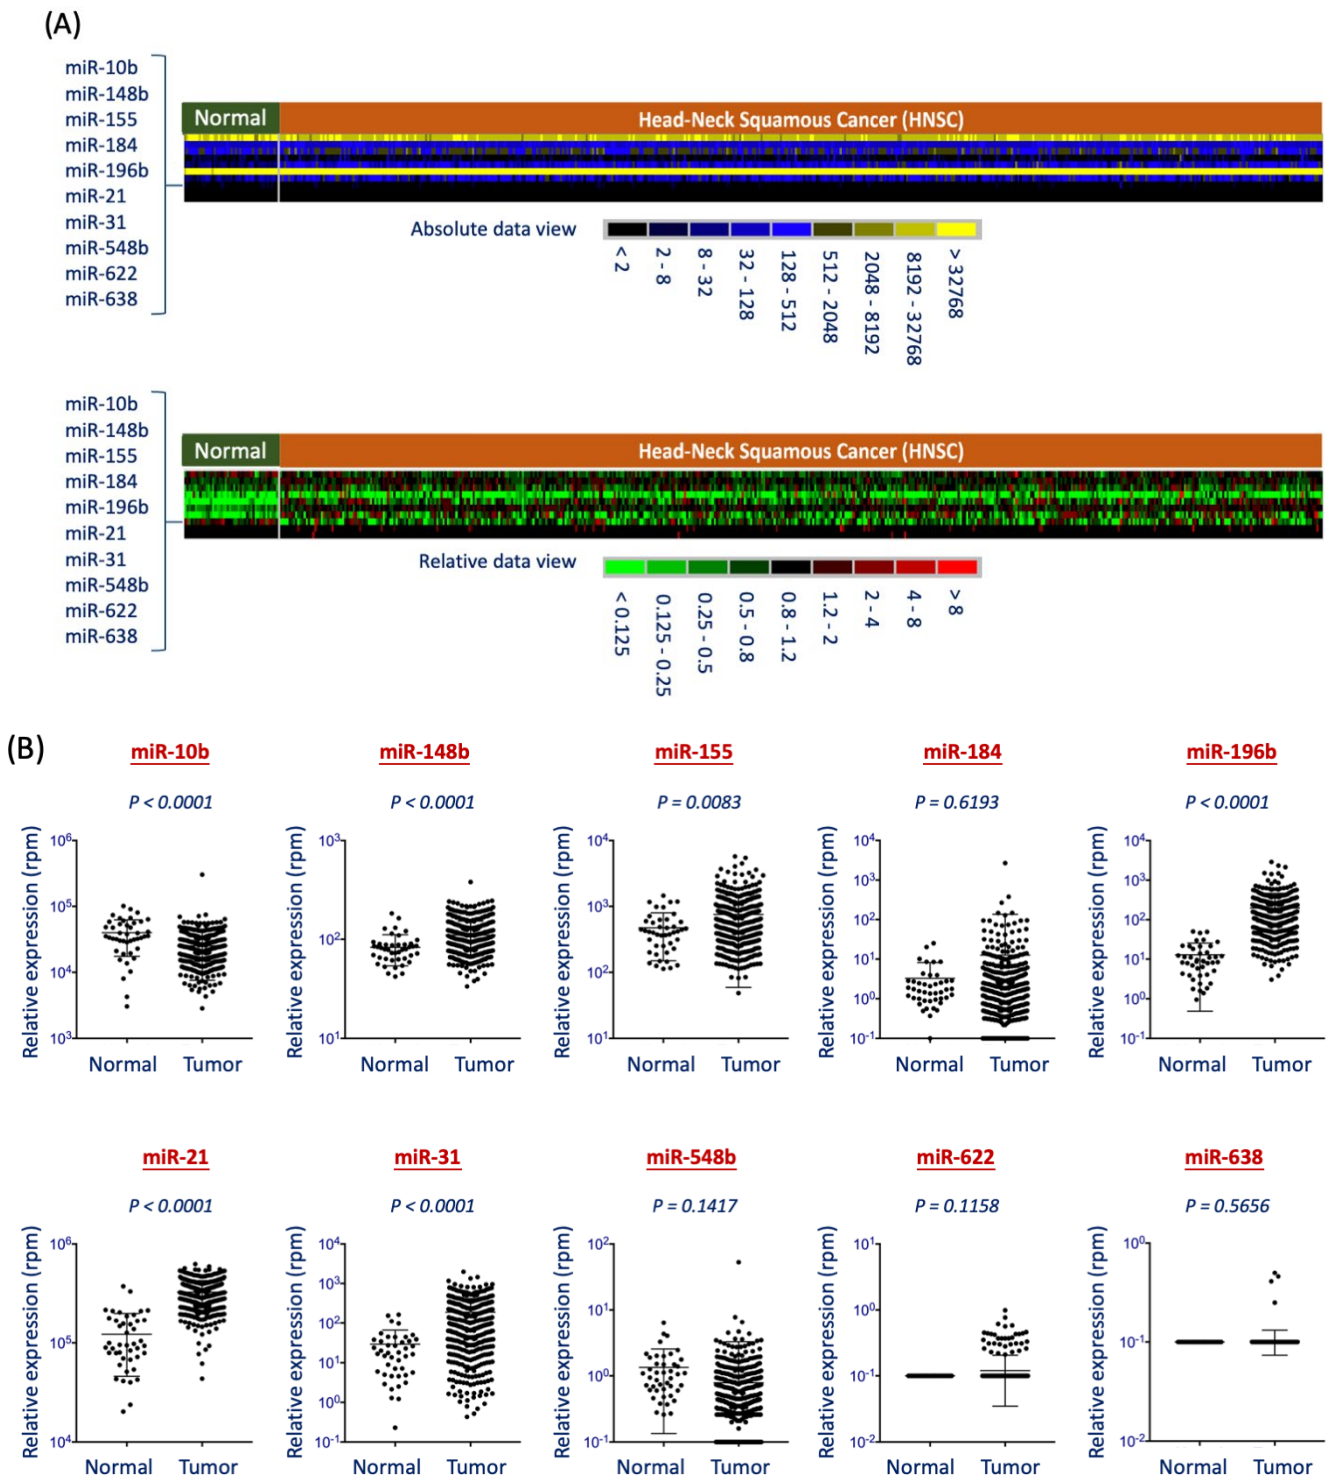 (A)
miR-10b
miR-148b
miR-155
miR-184
miR-196b
miR-21
miR-31
miR-548b
miR-622
miR-638
Normal
Head-Neck Squamous Cancer (HNSC)
Absolute data view
< 2
2 - 8
8 - 32
32 - 128
128 - 512
512 - 2048
2048 - 8192
8192 - 32768
> 32768
miR-10b
miR-148b
miR-155
miR-184
miR-196b
miR-21
miR-31
miR-548b
miR-622
miR-638
Normal
Head-Neck Squamous Cancer (HNSC)
Relative data view
< 0.125
0.125 - 0.25
0.25 - 0.5
0.5 - 0.8
0.8 - 1.2
1.2 - 2
2 - 4
4 - 8
> 8
(B)
miR-10b
P < 0.0001
Relative expression (rpm)
10⁶
10⁵
10⁴
10³
Normal Tumor
miR-148b
P < 0.0001
Relative expression (rpm)
10³
10²
10¹
Normal Tumor
miR-155
P = 0.0083
Relative expression (rpm)
10⁴
10³
10²
10¹
Normal Tumor
miR-184
P = 0.6193
Relative expression (rpm)
10⁴
10³
10²
10¹
10⁰
10⁻¹
Normal Tumor
miR-196b
P < 0.0001
Relative expression (rpm)
10⁴
10³
10²
10¹
10⁰
10⁻¹
Normal Tumor
miR-21
P < 0.0001
Relative expression (rpm)
10⁶
10⁵
10⁴
Normal Tumor
miR-31
P < 0.0001
Relative expression (rpm)
10⁴
10³
10²
10¹
10⁰
10⁻¹
Normal Tumor
miR-548b
P = 0.1417
Relative expression (rpm)
10²
10¹
10⁰
10⁻¹
Normal Tumor
miR-622
P = 0.1158
Relative expression (rpm)
10¹
10⁰
10⁻¹
10⁻²
Normal Tumor
miR-638
P = 0.5656
Relative expression (rpm)
10⁰
10⁻¹
10⁻²
Normal Tumor